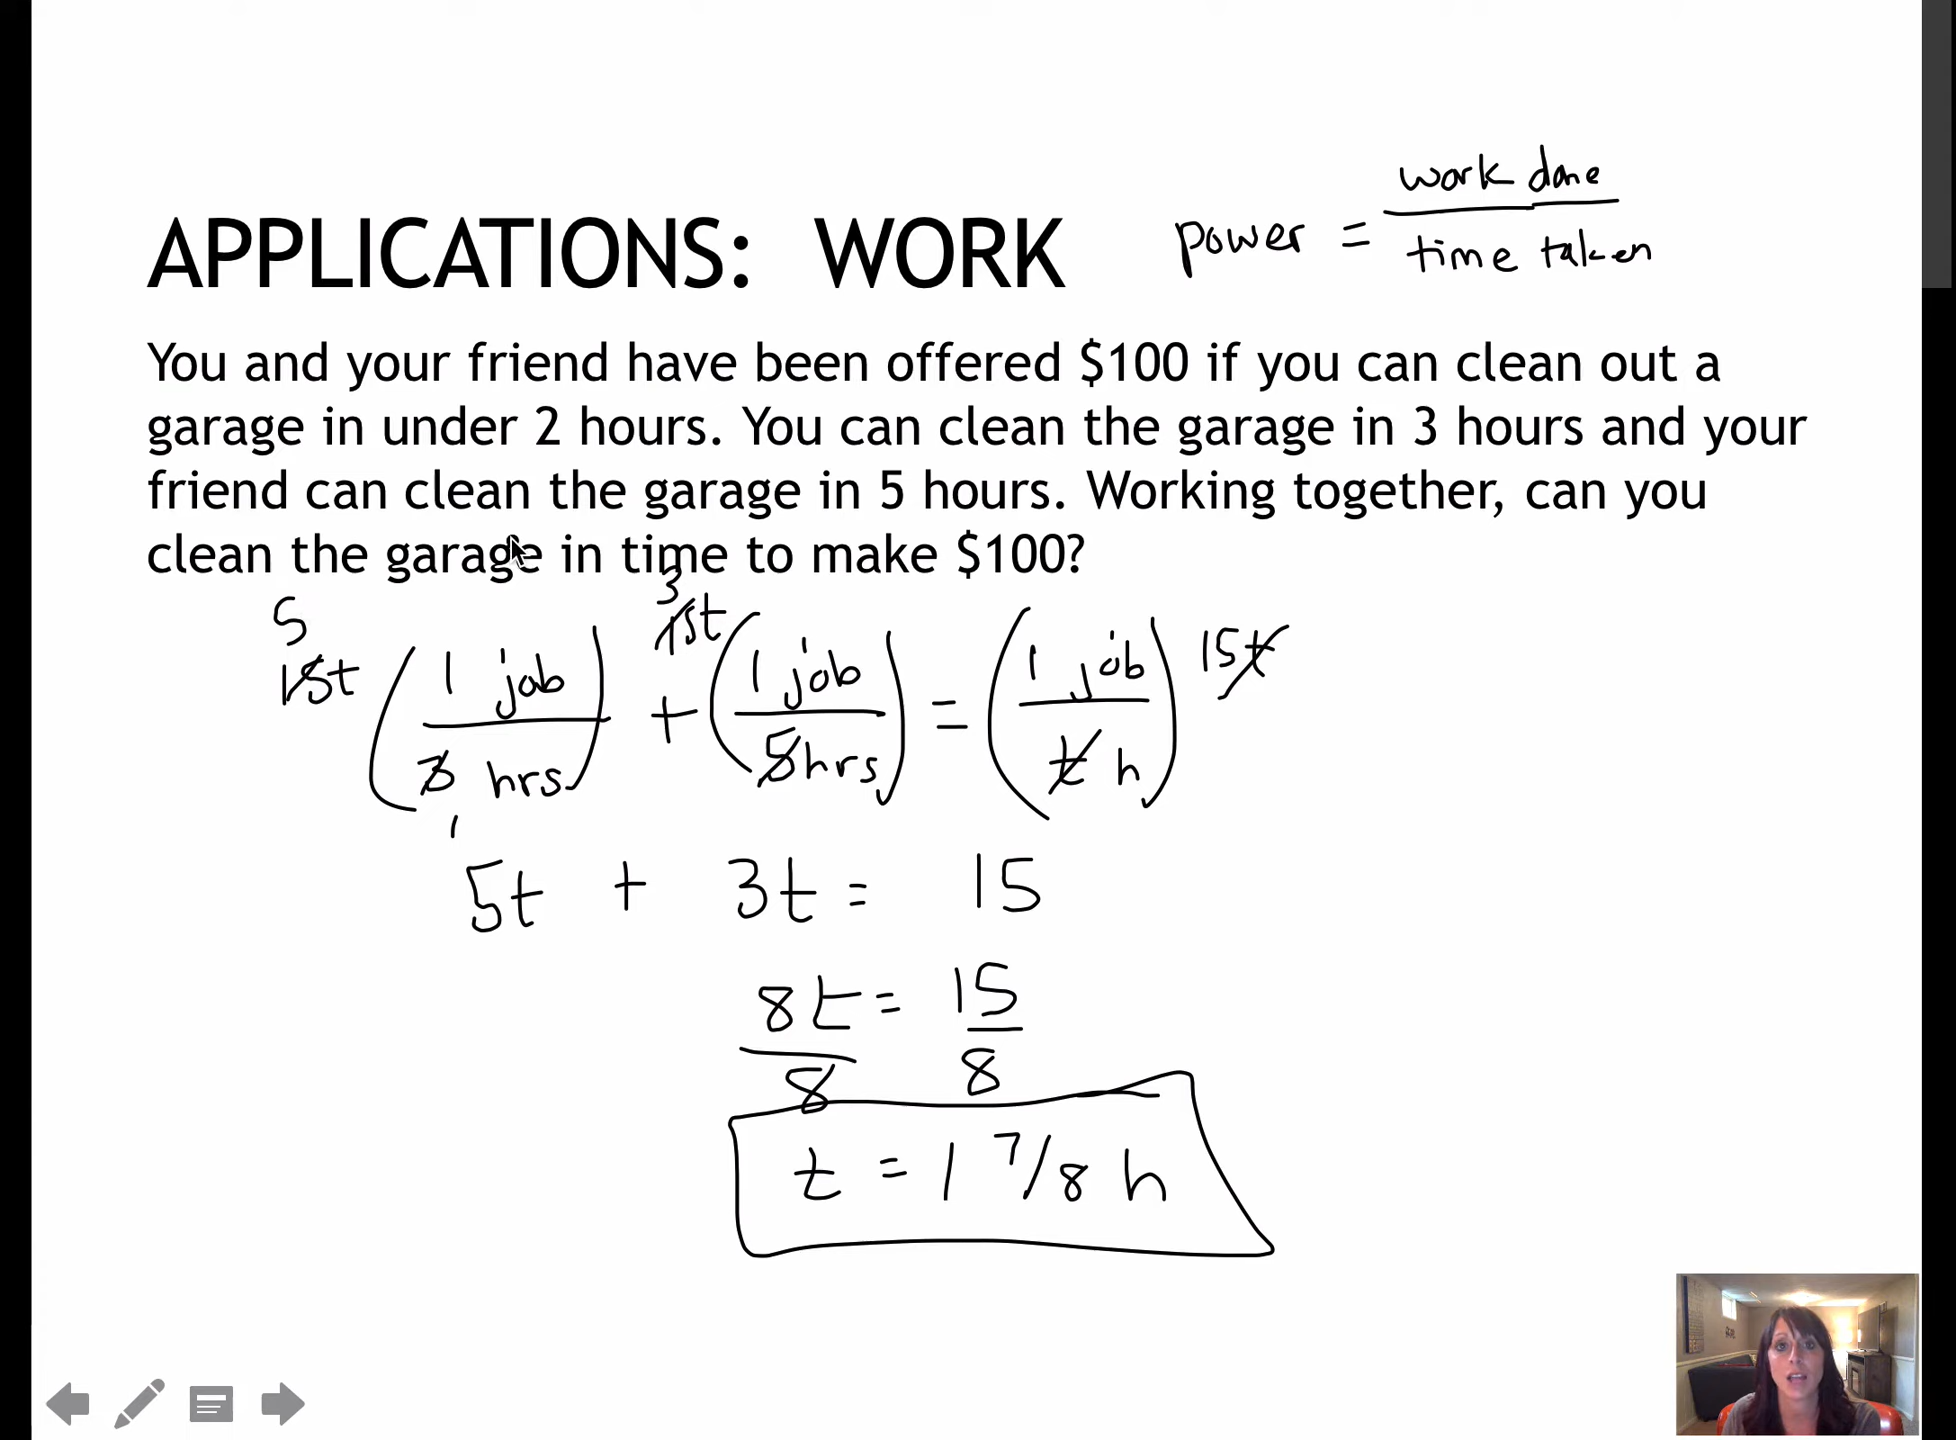 work done
APPLICATIONS: WORK power = ———
time taken
You and your friend have been offered $100 if you can clean out a
garage in under 2 hours. You can clean the garage in 3 hours and your
friend can clean the garage in 5 hours. Working together, can you
clean the garage in time to make $100?
5 3
15t ( 1 job / 3 hrs ) + 15t ( 1 job / 5 hrs ) = ( 1 job / t h ) 15t
1
5t + 3t = 15
8t = 15
8 8
t = 1 7/8 h